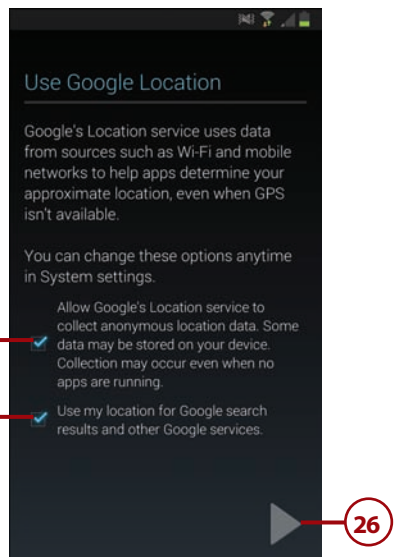 Use Google Location
Google's Location service uses data
from sources such as Wi-Fi and mobile
networks to help apps determine your
approximate location, even when GPS
isn't available.
You can change these options anytime
in System settings.
Allow Google's Location service to
collect anonymous location data. Some
data may be stored on your device.
Collection may occur even when no
apps are running.
Use my location for Google search
results and other Google services.
26